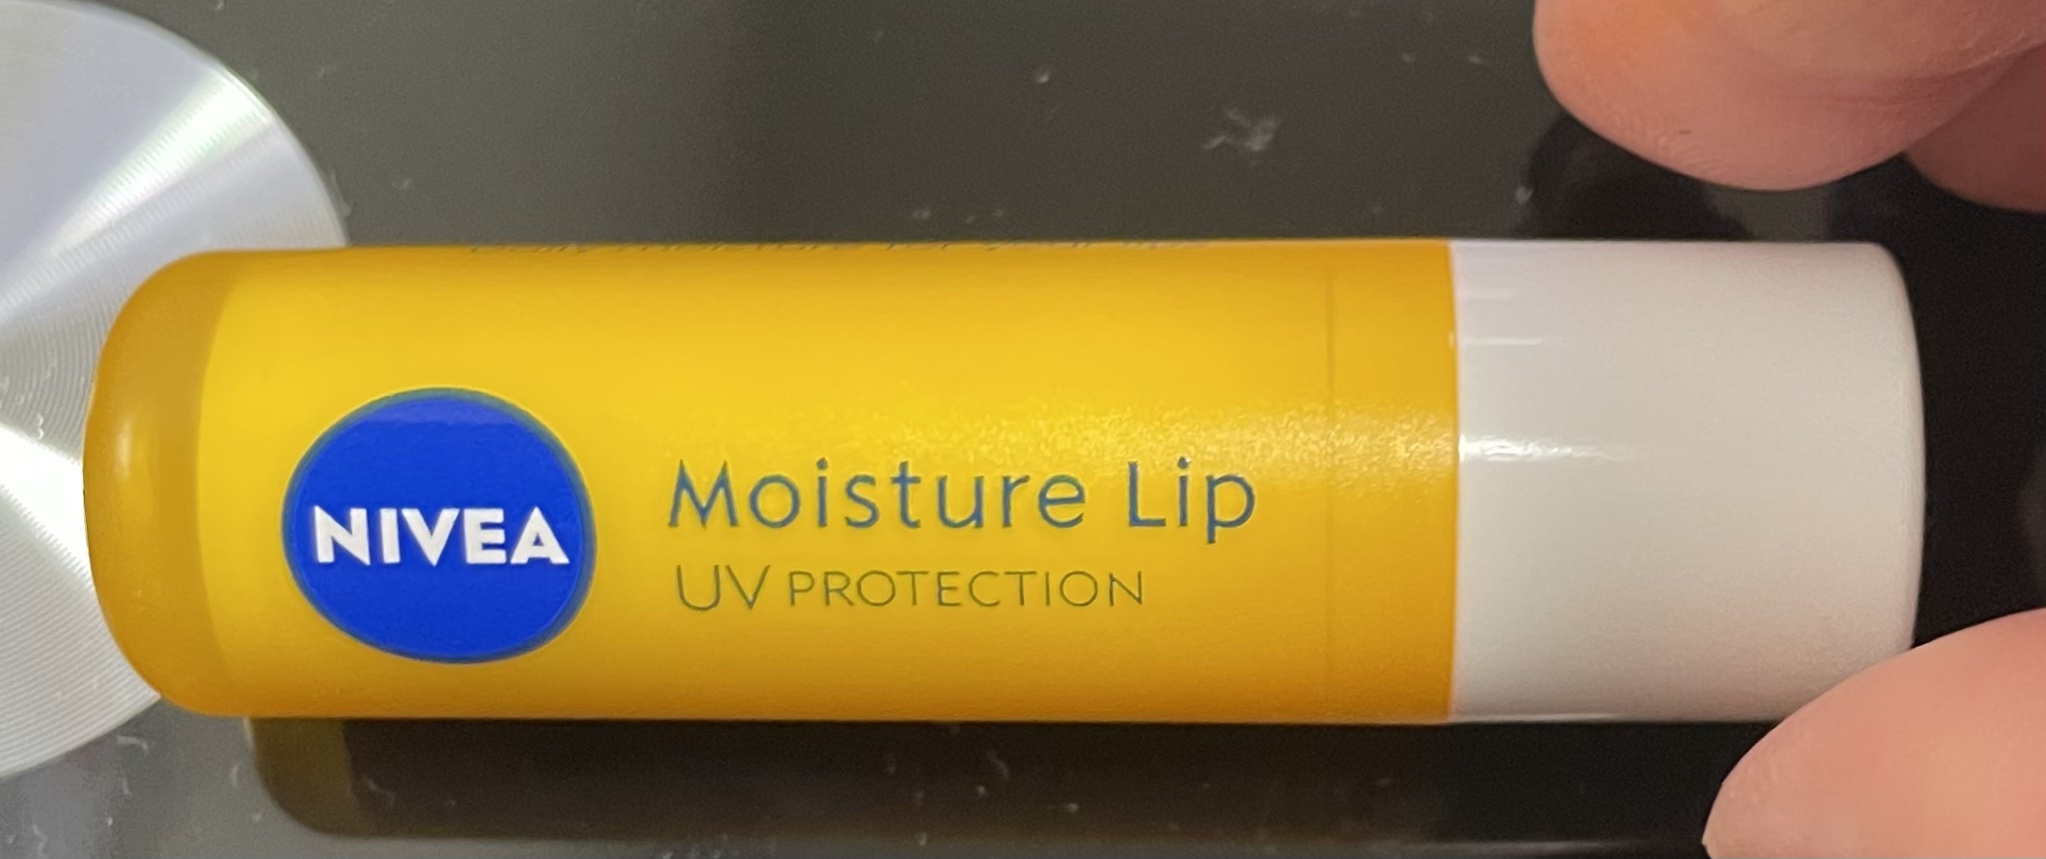 NIVEA
Moisture Lip
UV PROTECTION